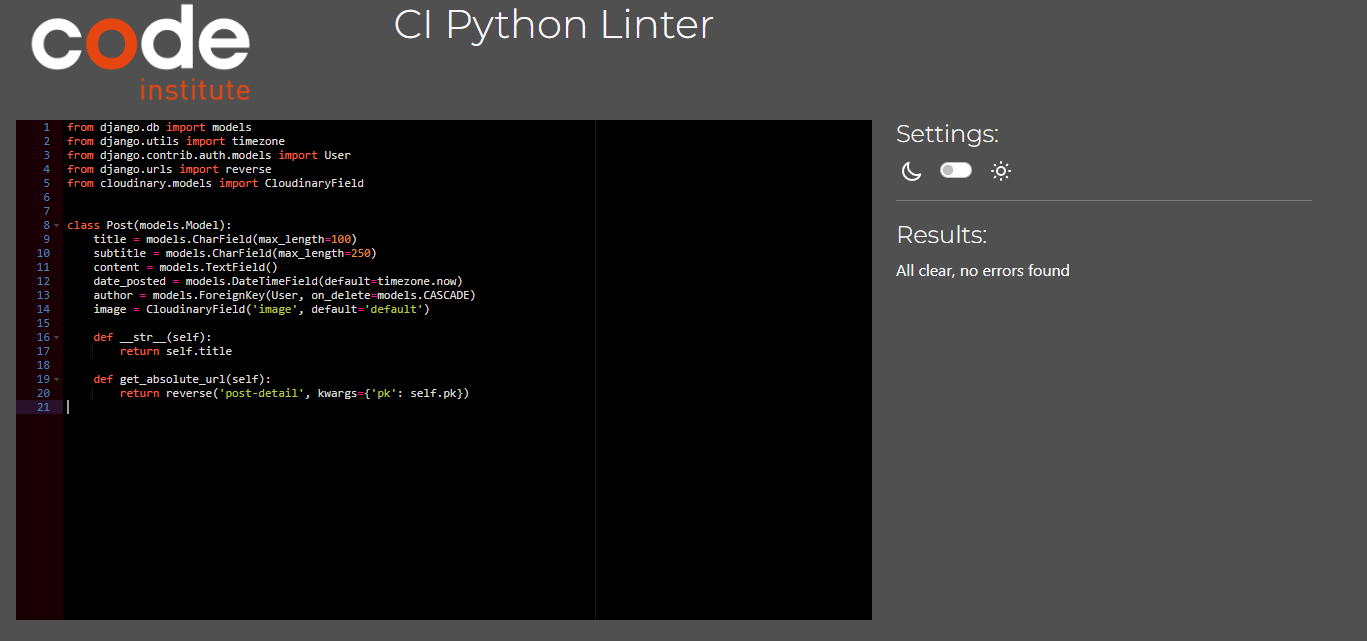 code
institute
CI Python Linter
1 from django.db import models
2 from django.utils import timezone
3 from django.contrib.auth.models import User
4 from django.urls import reverse
5 from cloudinary.models import CloudinaryField
6
7
8 class Post(models.Model):
9     title = models.CharField(max_length=100)
10     subtitle = models.CharField(max_length=250)
11     content = models.TextField()
12     date_posted = models.DateTimeField(default=timezone.now)
13     author = models.ForeignKey(User, on_delete=models.CASCADE)
14     image = CloudinaryField('image', default='default')
15
16     def __str__(self):
17         return self.title
18
19     def get_absolute_url(self):
20         return reverse('post-detail', kwargs={'pk': self.pk})
21
Settings:
Results:
All clear, no errors found